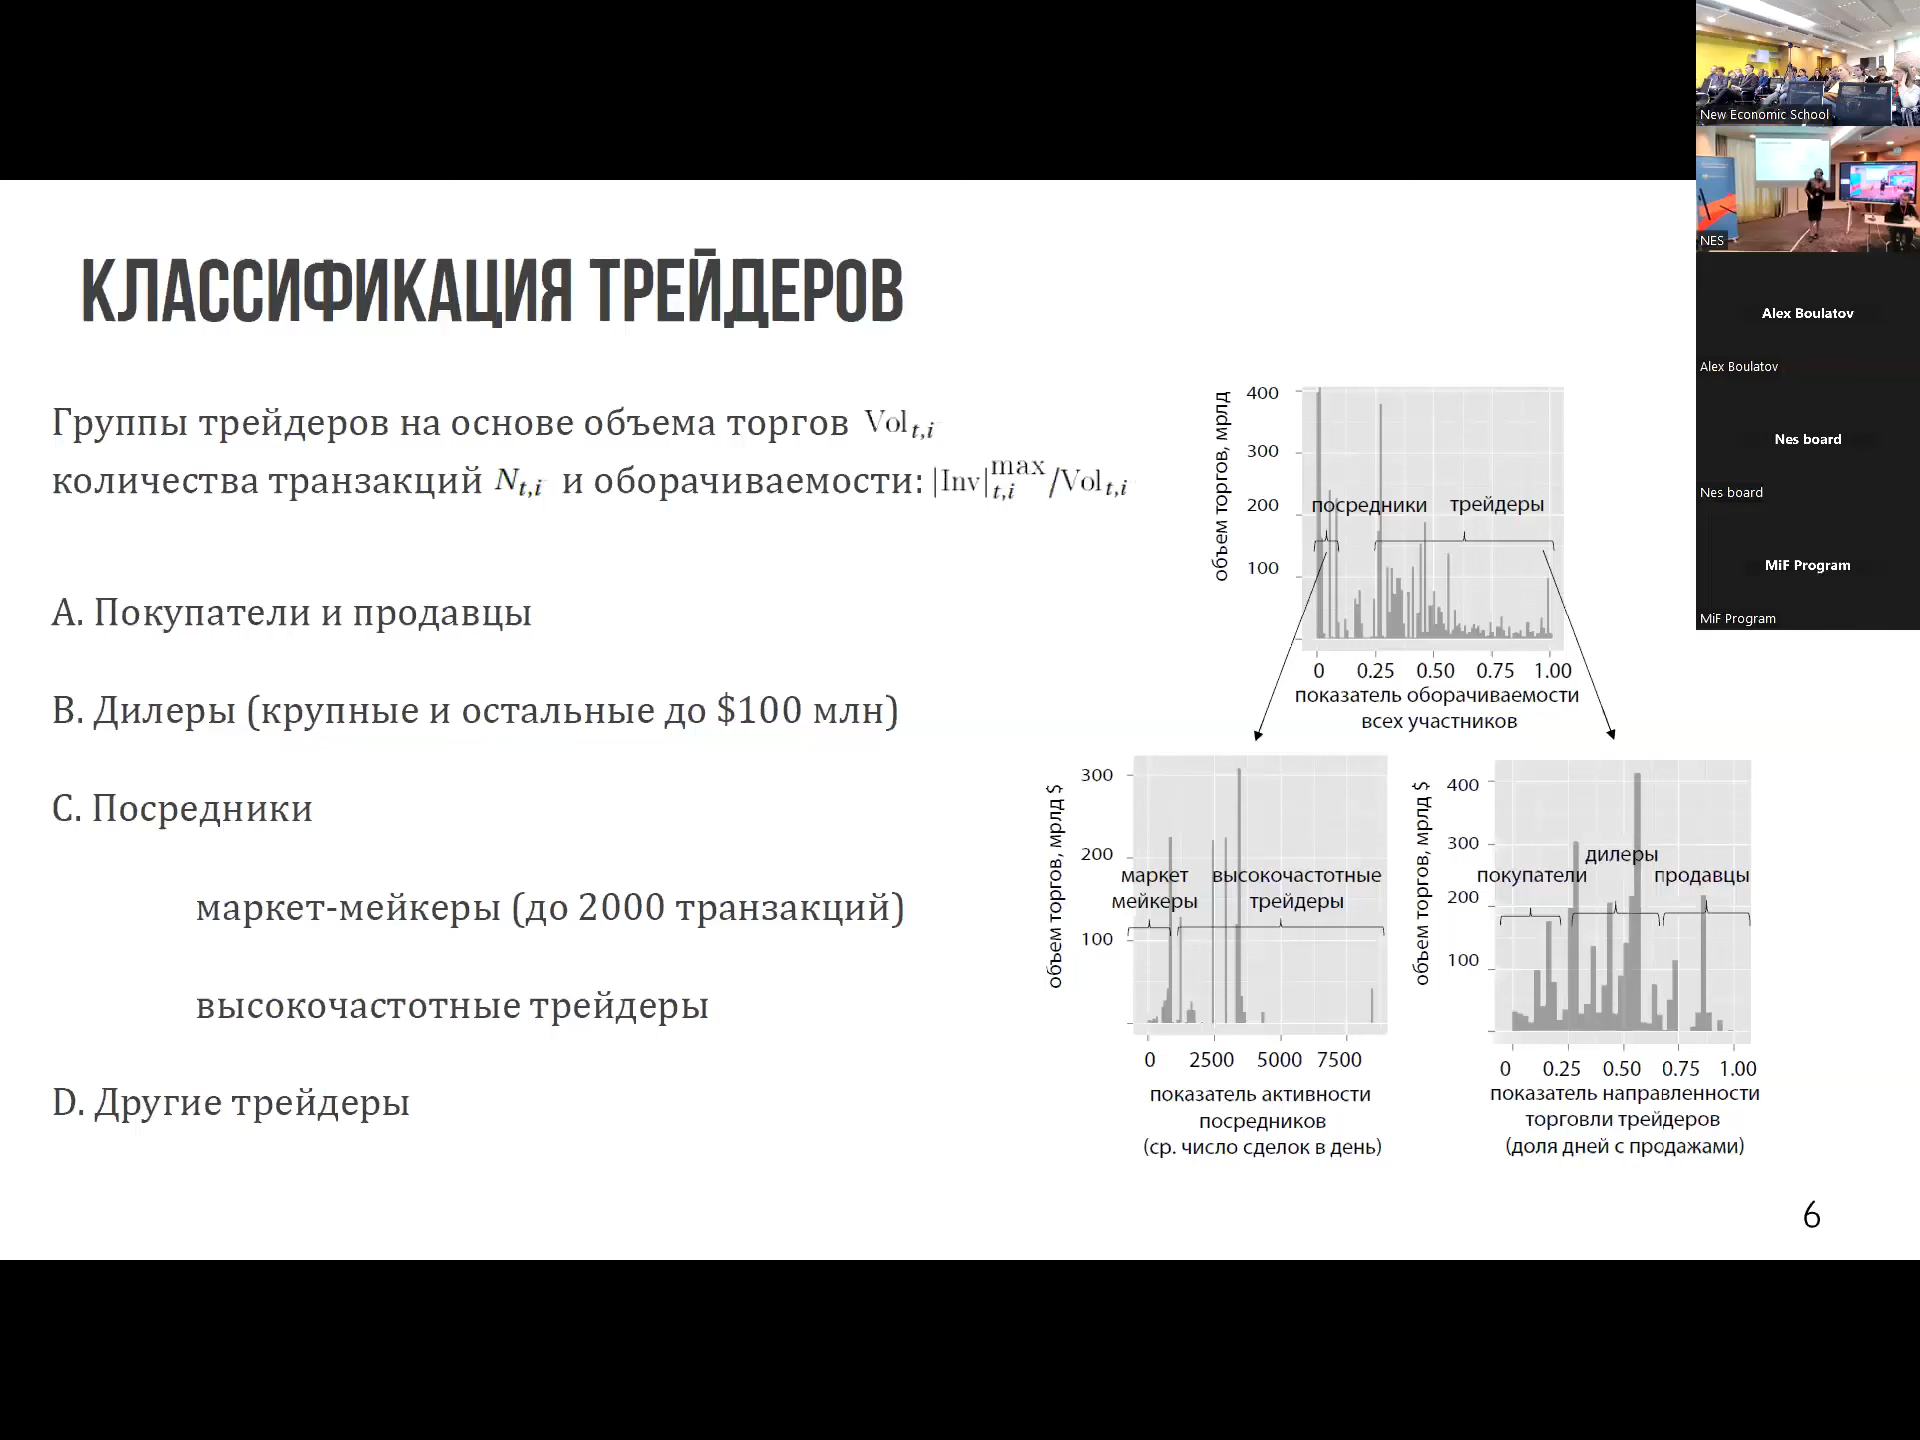 КЛАССИФИКАЦИЯ ТРЕЙДЕРОВ
Группы трейдеров на основе объема торгов Vol t,i
количества транзакций N t,i и оборачиваемости: |Inv| max t,i /Vol t,i
A. Покупатели и продавцы
B. Дилеры (крупные и остальные до $100 млн)
C. Посредники
маркет-мейкеры (до 2000 транзакций)
высокочастотные трейдеры
D. Другие трейдеры
объем торгов, мрлд
400
300
200
100
посредники трейдеры
0 0.25 0.50 0.75 1.00
показатель оборачиваемости
всех участников
объем торгов, мрлд $
300
200
100
маркет
мейкеры
высокочастотные
трейдеры
0 2500 5000 7500
показатель активности
посредников
(ср. число сделок в день)
объем торгов, мрлд $
400
300
200
100
дилеры
покупатели
продавцы
0 0.25 0.50 0.75 1.00
показатель направленности
торговли трейдеров
(доля дней с продажами)
6
New Economic School
NES
Alex Boulatov
Alex Boulatov
Nes board
Nes board
MiF Program
MiF Program